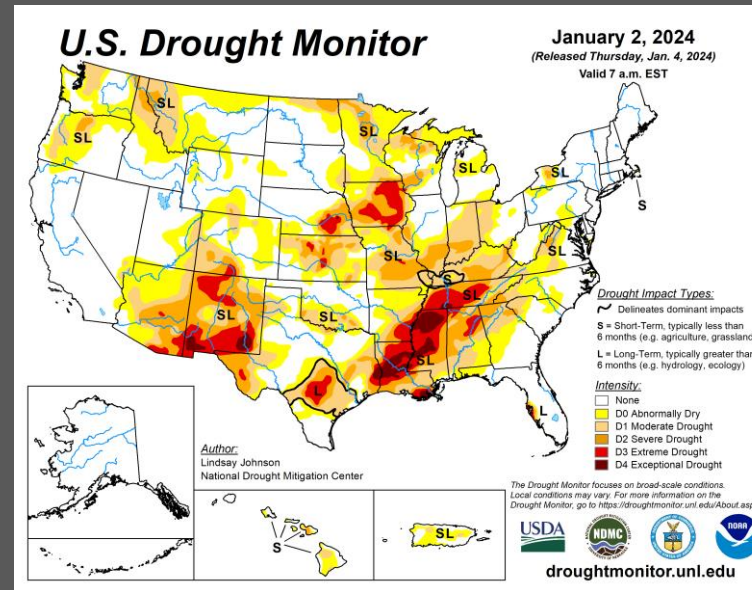 U.S. Drought Monitor
January 2, 2024
(Released Thursday, Jan. 4, 2024)
Valid 7 a.m. EST
SL
SL
SL
SL
SL
S
SL
SL
S
SL
SL
SL
SL
L
L
Drought Impact Types:
Delineates dominant impacts
S = Short-Term, typically less than
6 months (e.g. agriculture, grassland
L = Long-Term, typically greater than
6 months (e.g. hydrology, ecology)
Intensity:
None
D0 Abnormally Dry
D1 Moderate Drought
D2 Severe Drought
D3 Extreme Drought
D4 Exceptional Drought
Author:
Lindsay Johnson
National Drought Mitigation Center
S
SL
The Drought Monitor focuses on broad-scale conditions.
Local conditions may vary. For more information on the
Drought Monitor, go to https://droughtmonitor.unl.edu/About.asp
USDA
NDMC
NOAA
droughtmonitor.unl.edu